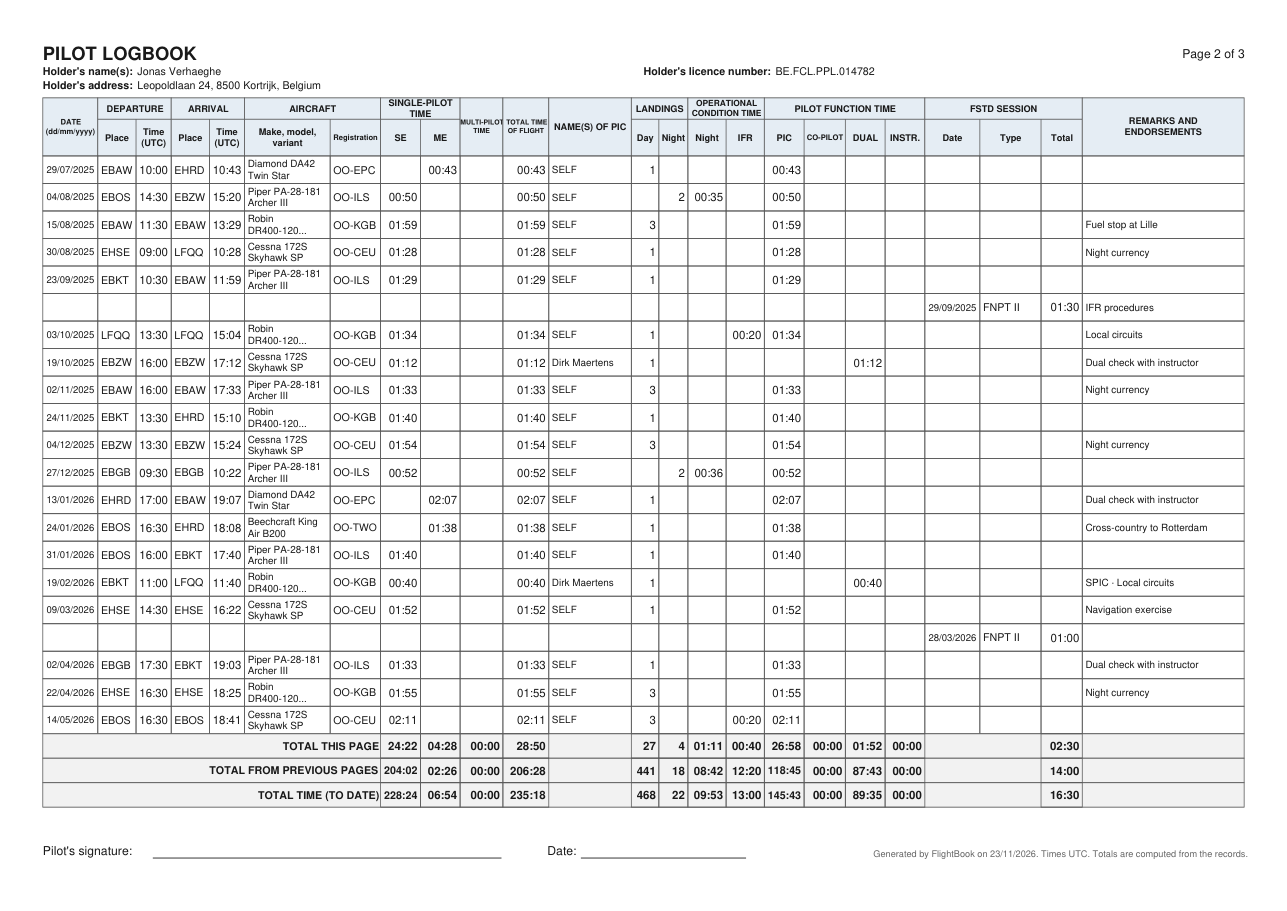 PILOT LOGBOOK
Page 2 of 3
Holder's name(s): Jonas Verhaeghe
Holder's licence number: BE.FCL.PPL.014782
Holder's address: Leopoldlaan 24, 8500 Kortrijk, Belgium
DATE (dd/mm/yyyy) DEPARTURE ARRIVAL AIRCRAFT SINGLE-PILOT TIME MULTI-PILOT TIME TOTAL TIME OF FLIGHT NAME(S) OF PIC LANDINGS OPERATIONAL CONDITION TIME PILOT FUNCTION TIME FSTD SESSION REMARKS AND ENDORSEMENTS
Place Time (UTC) Place Time (UTC) Make, model, variant Registration SE ME Day Night Night IFR PIC CO-PILOT DUAL INSTR. Date Type Total
29/07/2025 EBAW 10:00 EHRD 10:43 Diamond DA42 Twin Star OO-EPC 00:43 00:43 SELF 1 00:43
04/08/2025 EBOS 14:30 EBZW 15:20 Piper PA-28-181 Archer III OO-ILS 00:50 00:50 SELF 2 00:35 00:50
15/08/2025 EBAW 11:30 EBAW 13:29 Robin DR400-120... OO-KGB 01:59 01:59 SELF 3 01:59 Fuel stop at Lille
30/08/2025 EHSE 09:00 LFQQ 10:28 Cessna 172S Skyhawk SP OO-CEU 01:28 01:28 SELF 1 01:28 Night currency
23/09/2025 EBKT 10:30 EBAW 11:59 Piper PA-28-181 Archer III OO-ILS 01:29 01:29 SELF 1 01:29
29/09/2025 FNPT II 01:30 IFR procedures
03/10/2025 LFQQ 13:30 LFQQ 15:04 Robin DR400-120... OO-KGB 01:34 01:34 SELF 1 00:20 01:34 Local circuits
19/10/2025 EBZW 16:00 EBZW 17:12 Cessna 172S Skyhawk SP OO-CEU 01:12 01:12 Dirk Maertens 1 01:12 Dual check with instructor
02/11/2025 EBAW 16:00 EBAW 17:33 Piper PA-28-181 Archer III OO-ILS 01:33 01:33 SELF 3 01:33 Night currency
24/11/2025 EBKT 13:30 EHRD 15:10 Robin DR400-120... OO-KGB 01:40 01:40 SELF 1 01:40
04/12/2025 EBZW 13:30 EBZW 15:24 Cessna 172S Skyhawk SP OO-CEU 01:54 01:54 SELF 3 01:54 Night currency
27/12/2025 EBGB 09:30 EBGB 10:22 Piper PA-28-181 Archer III OO-ILS 00:52 00:52 SELF 2 00:36 00:52
13/01/2026 EHRD 17:00 EBAW 19:07 Diamond DA42 Twin Star OO-EPC 02:07 02:07 SELF 1 02:07 Dual check with instructor
24/01/2026 EBOS 16:30 EHRD 18:08 Beechcraft King Air B200 OO-TWO 01:38 01:38 SELF 1 01:38 Cross-country to Rotterdam
31/01/2026 EBOS 16:00 EBKT 17:40 Piper PA-28-181 Archer III OO-ILS 01:40 01:40 SELF 1 01:40
19/02/2026 EBKT 11:00 LFQQ 11:40 Robin DR400-120... OO-KGB 00:40 00:40 Dirk Maertens 1 00:40 SPIC · Local circuits
09/03/2026 EHSE 14:30 EHSE 16:22 Cessna 172S Skyhawk SP OO-CEU 01:52 01:52 SELF 1 01:52 Navigation exercise
28/03/2026 FNPT II 01:00
02/04/2026 EBGB 17:30 EBKT 19:03 Piper PA-28-181 Archer III OO-ILS 01:33 01:33 SELF 1 01:33 Dual check with instructor
22/04/2026 EHSE 16:30 EHSE 18:25 Robin DR400-120... OO-KGB 01:55 01:55 SELF 3 01:55 Night currency
14/05/2026 EBOS 16:30 EBOS 18:41 Cessna 172S Skyhawk SP OO-CEU 02:11 02:11 SELF 3 00:20 02:11
TOTAL THIS PAGE 24:22 04:28 00:00 28:50 27 4 01:11 00:40 26:58 00:00 01:52 00:00 02:30
TOTAL FROM PREVIOUS PAGES 204:02 02:26 00:00 206:28 441 18 08:42 12:20 118:45 00:00 87:43 00:00 14:00
TOTAL TIME (TO DATE) 228:24 06:54 00:00 235:18 468 22 09:53 13:00 145:43 00:00 89:35 00:00 16:30
Pilot's signature:
Date:
Generated by FlightBook on 23/11/2026. Times UTC. Totals are computed from the records.